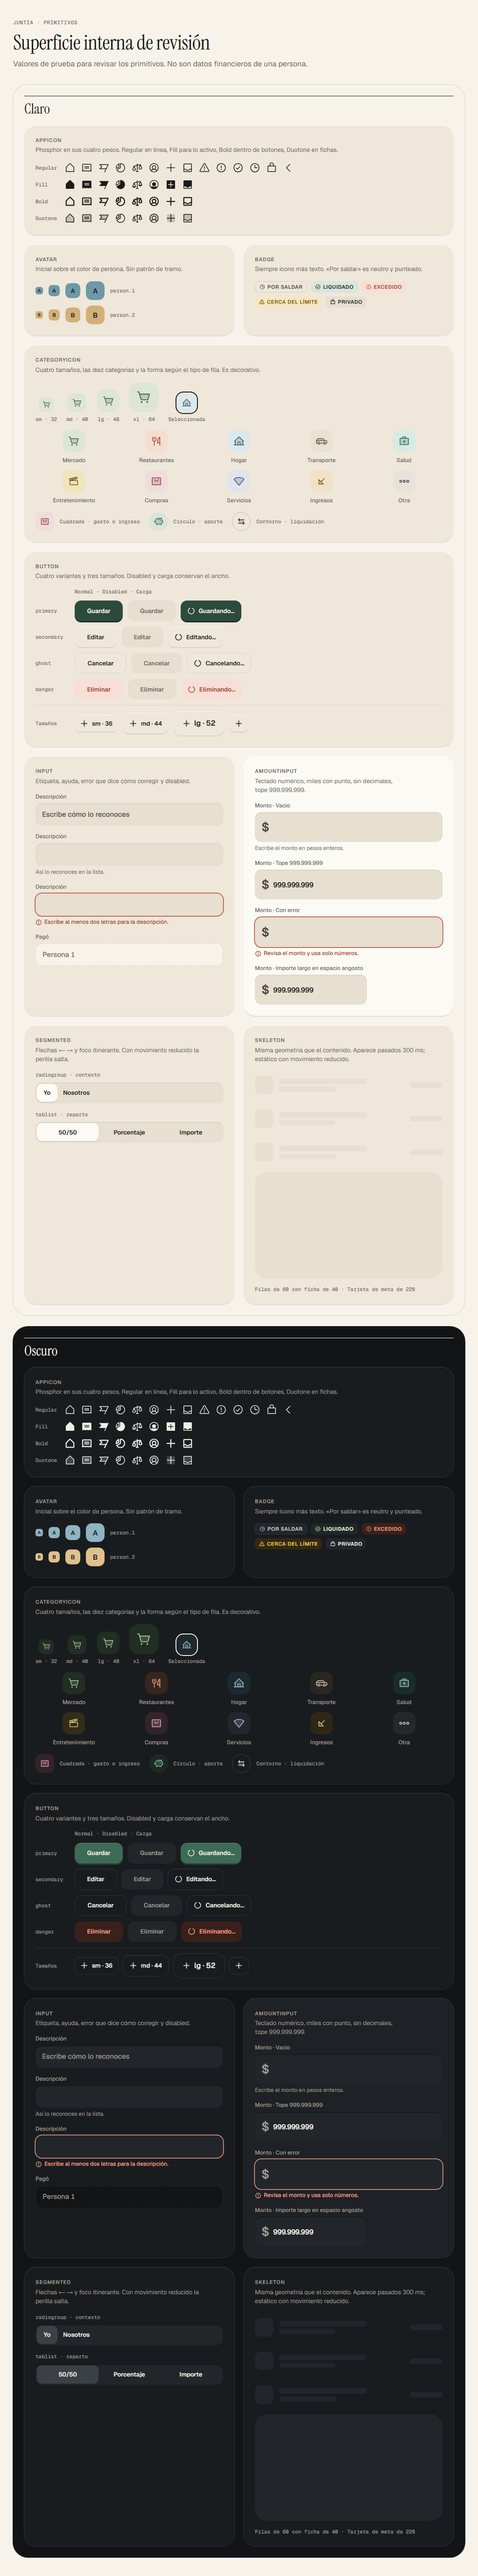 JUNTIA · PRIMITIVOS
Superficie interna de revisión
Valores de prueba para revisar los primitivos. No son datos financieros de una persona.
Claro
APPICON
Phosphor en sus cuatro pesos. Regular en línea, Fill para lo activo, Bold dentro de botones, Duotone en fichas.
Regular
Fill
Bold
Duotone
AVATAR
Inicial sobre el color de persona. Sin patrón de tramo.
A A A A person.1
B B B B person.2
BADGE
Siempre ícono más texto. «Por saldar» es neutro y punteado.
POR SALDAR LIQUIDADO EXCEDIDO
CERCA DEL LÍMITE PRIVADO
CATEGORYICON
Cuatro tamaños, las diez categorías y la forma según el tipo de fila. Es decorativo.
sm · 32 md · 40 lg · 48 xl · 64 Seleccionada
Mercado Restaurantes Hogar Transporte Salud
Entretenimiento Compras Servicios Ingresos Otra
Cuadrada · gasto o ingreso Círculo · aporte Contorno · liquidación
BUTTON
Cuatro variantes y tres tamaños. Disabled y carga conservan el ancho.
Normal · Disabled · Carga
primary Guardar Guardar Guardando…
secondary Editar Editar Editando…
ghost Cancelar Cancelar Cancelando…
danger Eliminar Eliminar Eliminando…
Tamaños sm · 36 md · 44 lg · 52
INPUT
Etiqueta, ayuda, error que dice cómo corregir y disabled.
Descripción
Escribe cómo lo reconoces
Descripción
Así lo reconoces en la lista.
Descripción
Escribe al menos dos letras para la descripción.
Pagó
Persona 1
AMOUNTINPUT
Teclado numérico, miles con punto, sin decimales,
tope 999.999.999.
Monto · Vacío
$
Escribe el monto en pesos enteros.
Monto · Tope 999.999.999
$ 999.999.999
Monto · Con error
$
Revisa el monto y usa solo números.
Monto · Importe largo en espacio angosto
$ 999.999.999
SEGMENTED
Flechas ←· → y foco itinerante. Con movimiento reducido la
perilla salta.
radiogroup · contexto
Yo Nosotros
tablist · reparto
50/50 Porcentaje Importe
SKELETON
Misma geometría que el contenido. Aparece pasados 300 ms;
estático con movimiento reducido.
Filas de 60 con ficha de 40 · Tarjeta de meta de 228
Oscuro
APPICON
Phosphor en sus cuatro pesos. Regular en línea, Fill para lo activo, Bold dentro de botones, Duotone en fichas.
Regular
Fill
Bold
Duotone
AVATAR
Inicial sobre el color de persona. Sin patrón de tramo.
A A A A person.1
B B B B person.2
BADGE
Siempre ícono más texto. «Por saldar» es neutro y punteado.
POR SALDAR LIQUIDADO EXCEDIDO
CERCA DEL LÍMITE PRIVADO
CATEGORYICON
Cuatro tamaños, las diez categorías y la forma según el tipo de fila. Es decorativo.
sm · 32 md · 40 lg · 48 xl · 64 Seleccionada
Mercado Restaurantes Hogar Transporte Salud
Entretenimiento Compras Servicios Ingresos Otra
Cuadrada · gasto o ingreso Círculo · aporte Contorno · liquidación
BUTTON
Cuatro variantes y tres tamaños. Disabled y carga conservan el ancho.
Normal · Disabled · Carga
primary Guardar Guardar Guardando…
secondary Editar Editar Editando…
ghost Cancelar Cancelar Cancelando…
danger Eliminar Eliminar Eliminando…
Tamaños sm · 36 md · 44 lg · 52
INPUT
Etiqueta, ayuda, error que dice cómo corregir y disabled.
Descripción
Escribe cómo lo reconoces
Descripción
Así lo reconoces en la lista.
Descripción
Escribe al menos dos letras para la descripción.
Pagó
Persona 1
AMOUNTINPUT
Teclado numérico, miles con punto, sin decimales,
tope 999.999.999.
Monto · Vacío
$
Escribe el monto en pesos enteros.
Monto · Tope 999.999.999
$ 999.999.999
Monto · Con error
$
Revisa el monto y usa solo números.
Monto · Importe largo en espacio angosto
$ 999.999.999
SEGMENTED
Flechas ←· → y foco itinerante. Con movimiento reducido la
perilla salta.
radiogroup · contexto
Yo Nosotros
tablist · reparto
50/50 Porcentaje Importe
SKELETON
Misma geometría que el contenido. Aparece pasados 300 ms;
estático con movimiento reducido.
Filas de 60 con ficha de 40 · Tarjeta de meta de 228